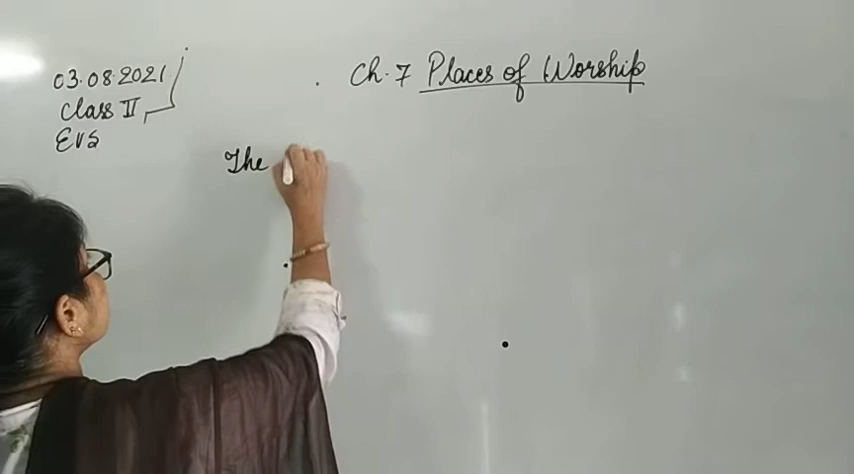 03.08.2021
Class II
EVS
Ch.7 Places of Worship
The